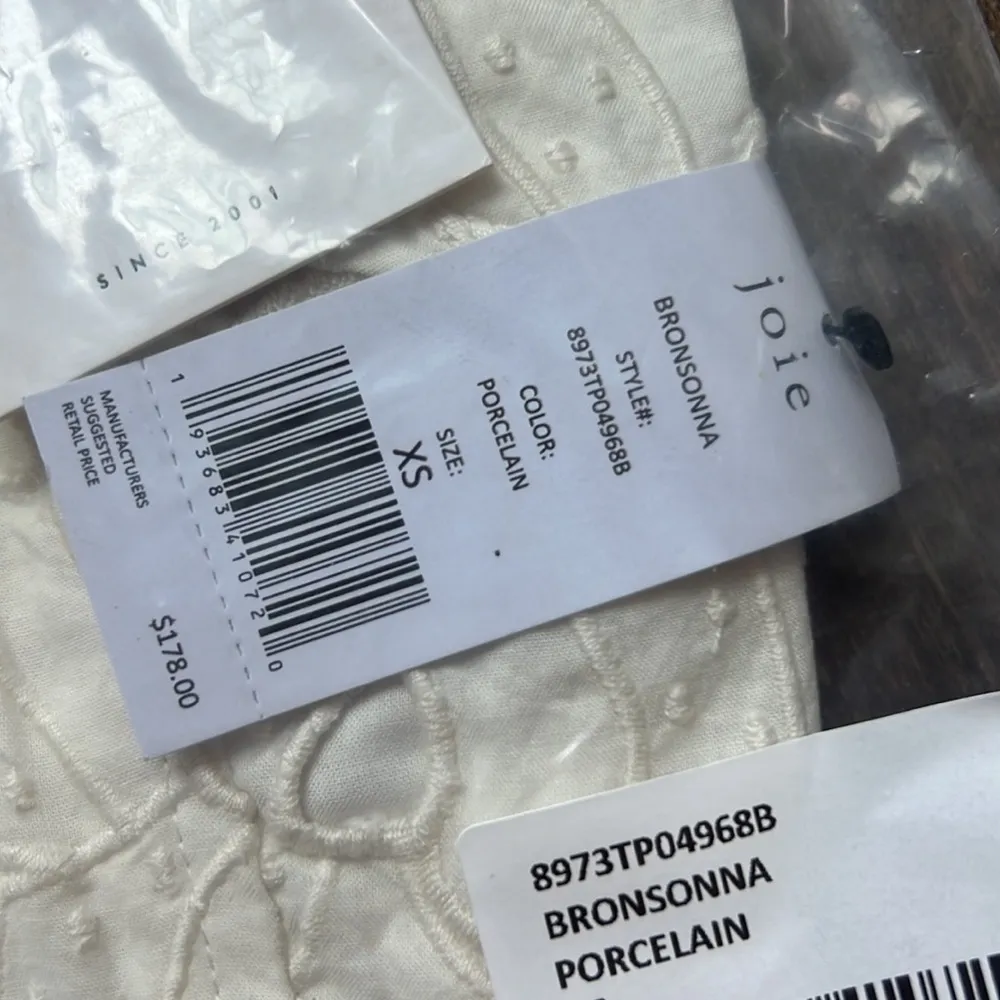 SINCE 2001
joie
BRONSONNA
STYLE#:
8973TP04968B
COLOR:
PORCELAIN
SIZE:
XS
1 93683 41072 0
MANUFACTURERS
SUGGESTED
RETAIL PRICE
$178.00
8973TP04968B
BRONSONNA
PORCELAIN